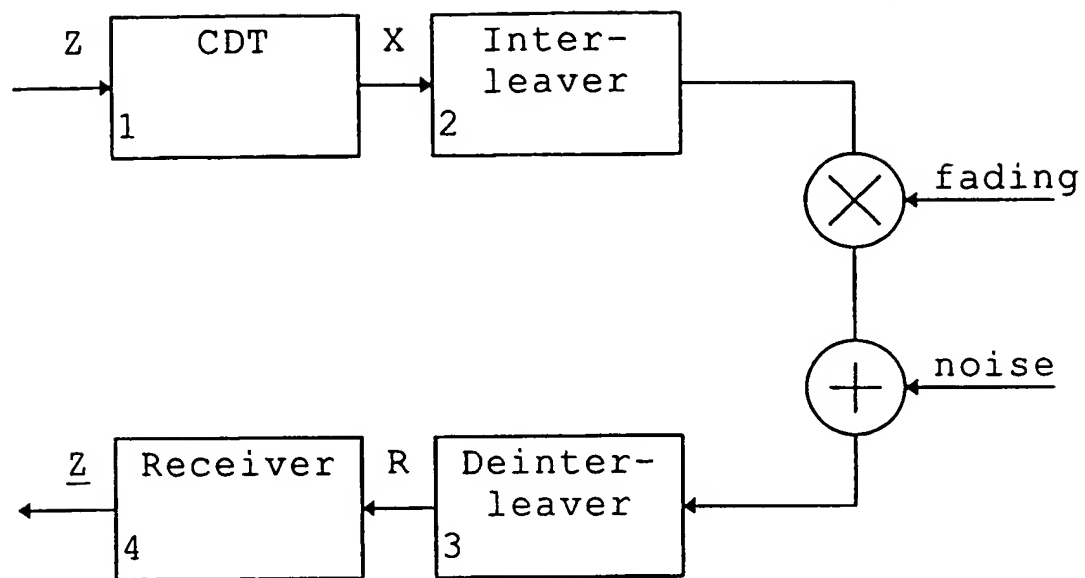 Z
CDT
1
X
Inter-
leaver
2
fading
noise
Z
Receiver
4
R
Deinter-
leaver
3